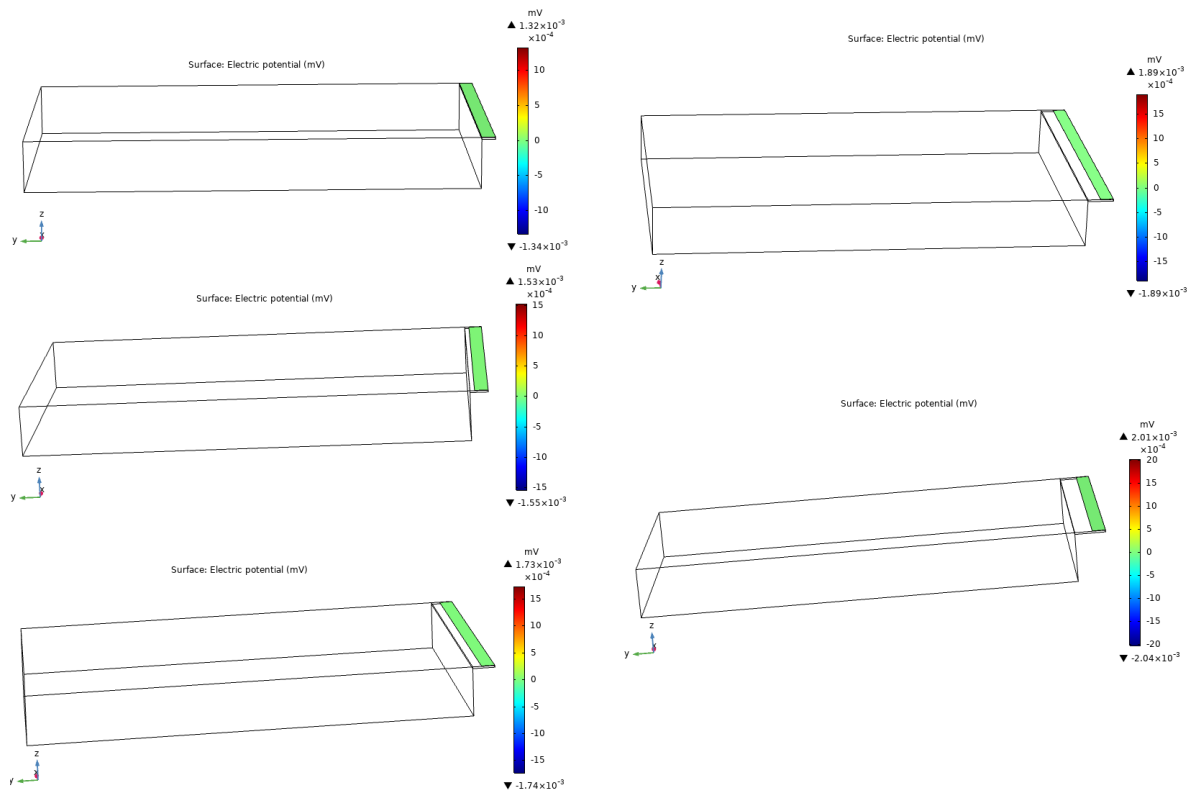 mV
▲ 1.32×10⁻³
×10⁻⁴
Surface: Electric potential (mV)
10
5
0
-5
-10
▼ -1.34×10⁻³
z
y
x
mV
▲ 1.53×10⁻³
×10⁻⁴
Surface: Electric potential (mV)
15
10
5
0
-5
-10
-15
▼ -1.55×10⁻³
z
y
x
mV
▲ 1.73×10⁻³
×10⁻⁴
Surface: Electric potential (mV)
15
10
5
0
-5
-10
-15
▼ -1.74×10⁻³
z
y
x
Surface: Electric potential (mV)
mV
▲ 1.89×10⁻³
×10⁻⁴
15
10
5
0
-5
-10
-15
▼ -1.89×10⁻³
z
y
x
Surface: Electric potential (mV)
mV
▲ 2.01×10⁻³
×10⁻⁴
20
15
10
5
0
-5
-10
-15
-20
▼ -2.04×10⁻³
z
y
x